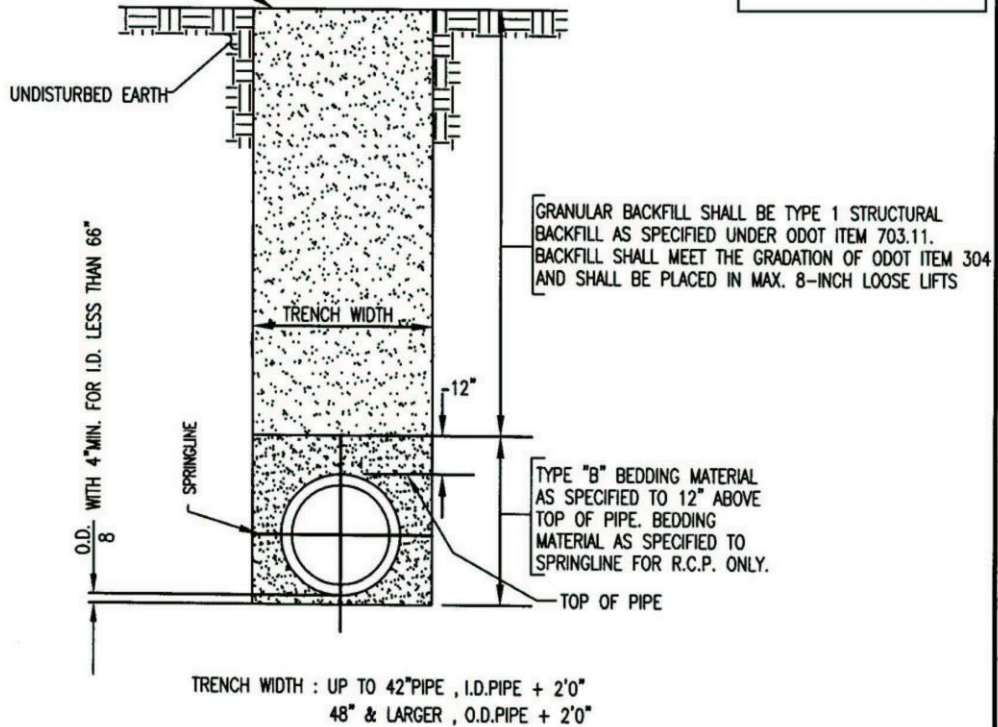 UNDISTURBED EARTH
GRANULAR BACKFILL SHALL BE TYPE 1 STRUCTURAL
BACKFILL AS SPECIFIED UNDER ODOT ITEM 703.11.
BACKFILL SHALL MEET THE GRADATION OF ODOT ITEM 304
AND SHALL BE PLACED IN MAX. 8-INCH LOOSE LIFTS
TRENCH WIDTH
12"
O.D.
8
WITH 4"MIN. FOR I.D. LESS THAN 66"
SPRINGLINE
TYPE "B" BEDDING MATERIAL
AS SPECIFIED TO 12" ABOVE
TOP OF PIPE. BEDDING
MATERIAL AS SPECIFIED TO
SPRINGLINE FOR R.C.P. ONLY.
TOP OF PIPE
TRENCH WIDTH : UP TO 42"PIPE , I.D.PIPE + 2'0"
48" & LARGER , O.D.PIPE + 2'0"